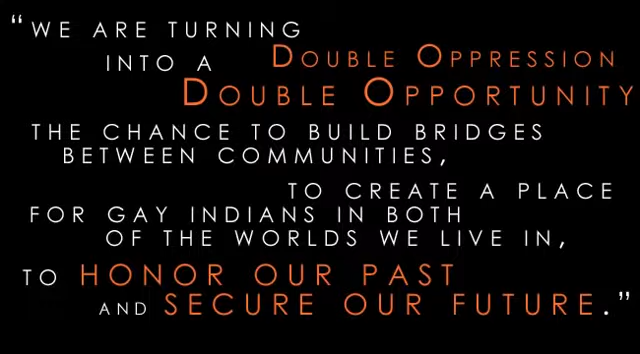 “WE ARE TURNING
INTO A DOUBLE OPPRESSION
DOUBLE OPPORTUNITY
THE CHANCE TO BUILD BRIDGES
BETWEEN COMMUNITIES,
TO CREATE A PLACE
FOR GAY INDIANS IN BOTH
OF THE WORLDS WE LIVE IN,
TO HONOR OUR PAST
AND SECURE OUR FUTURE.”